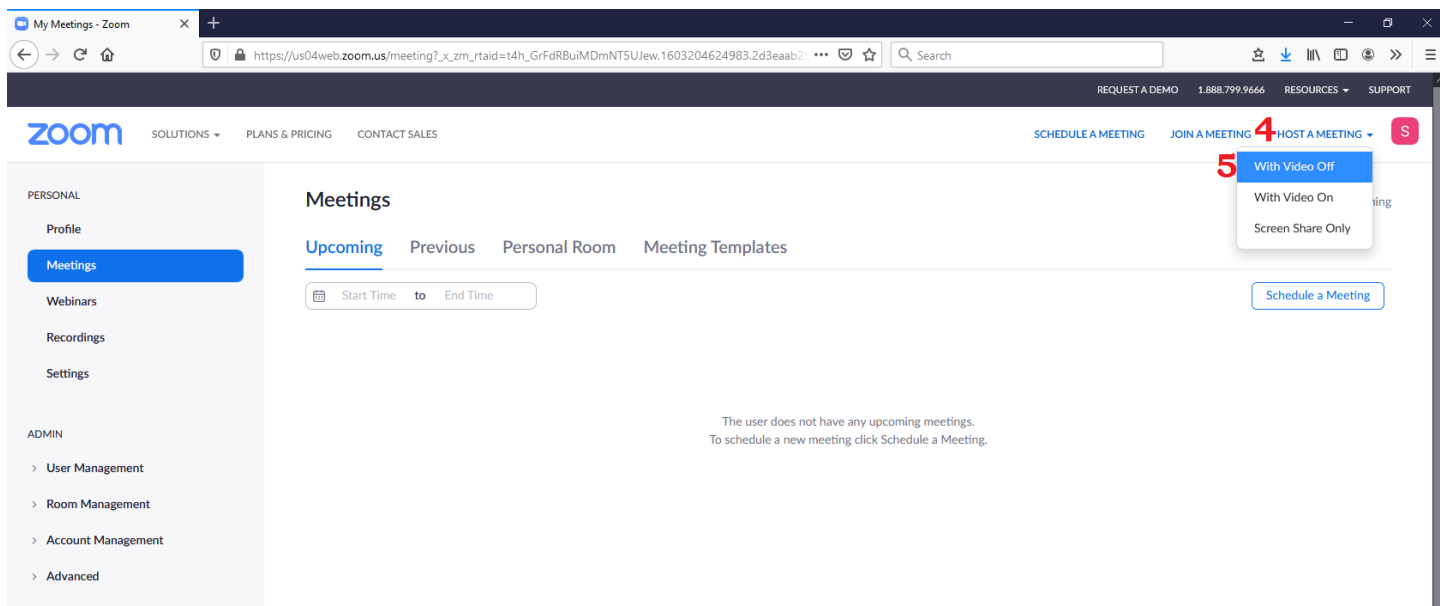 My Meetings - Zoom
https://us04web.zoom.us/meeting?_x_zm_rtaid=t4h_GrFdRBuiMDmNT5UJew.1603204624983.2d3eaab2
Search
REQUEST A DEMO 1.888.799.9666 RESOURCES SUPPORT
zoom SOLUTIONS PLANS & PRICING CONTACT SALES SCHEDULE A MEETING JOIN A MEETING 4 HOST A MEETING S
5 With Video Off
With Video On
Screen Share Only
PERSONAL
Profile
Meetings
Webinars
Recordings
Settings
ADMIN
User Management
Room Management
Account Management
Advanced
Meetings
Upcoming Previous Personal Room Meeting Templates
Start Time to End Time
Schedule a Meeting
The user does not have any upcoming meetings.
To schedule a new meeting click Schedule a Meeting.